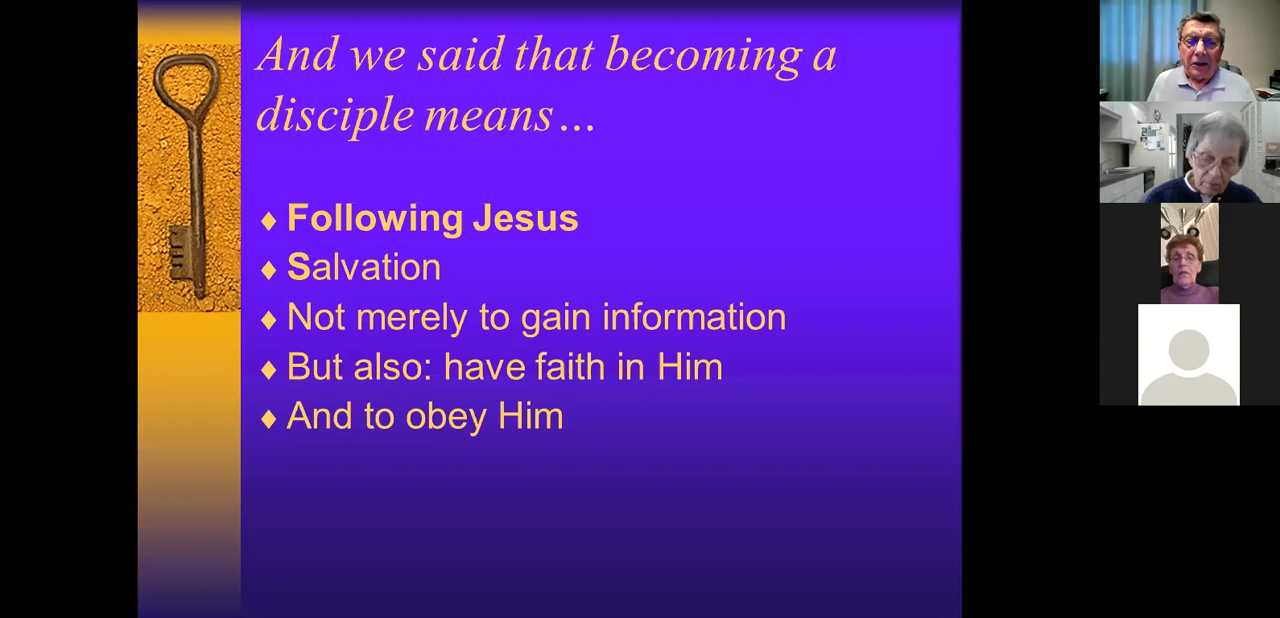 And we said that becoming a
disciple means…
♦ Following Jesus
♦ Salvation
♦ Not merely to gain information
♦ But also: have faith in Him
♦ And to obey Him